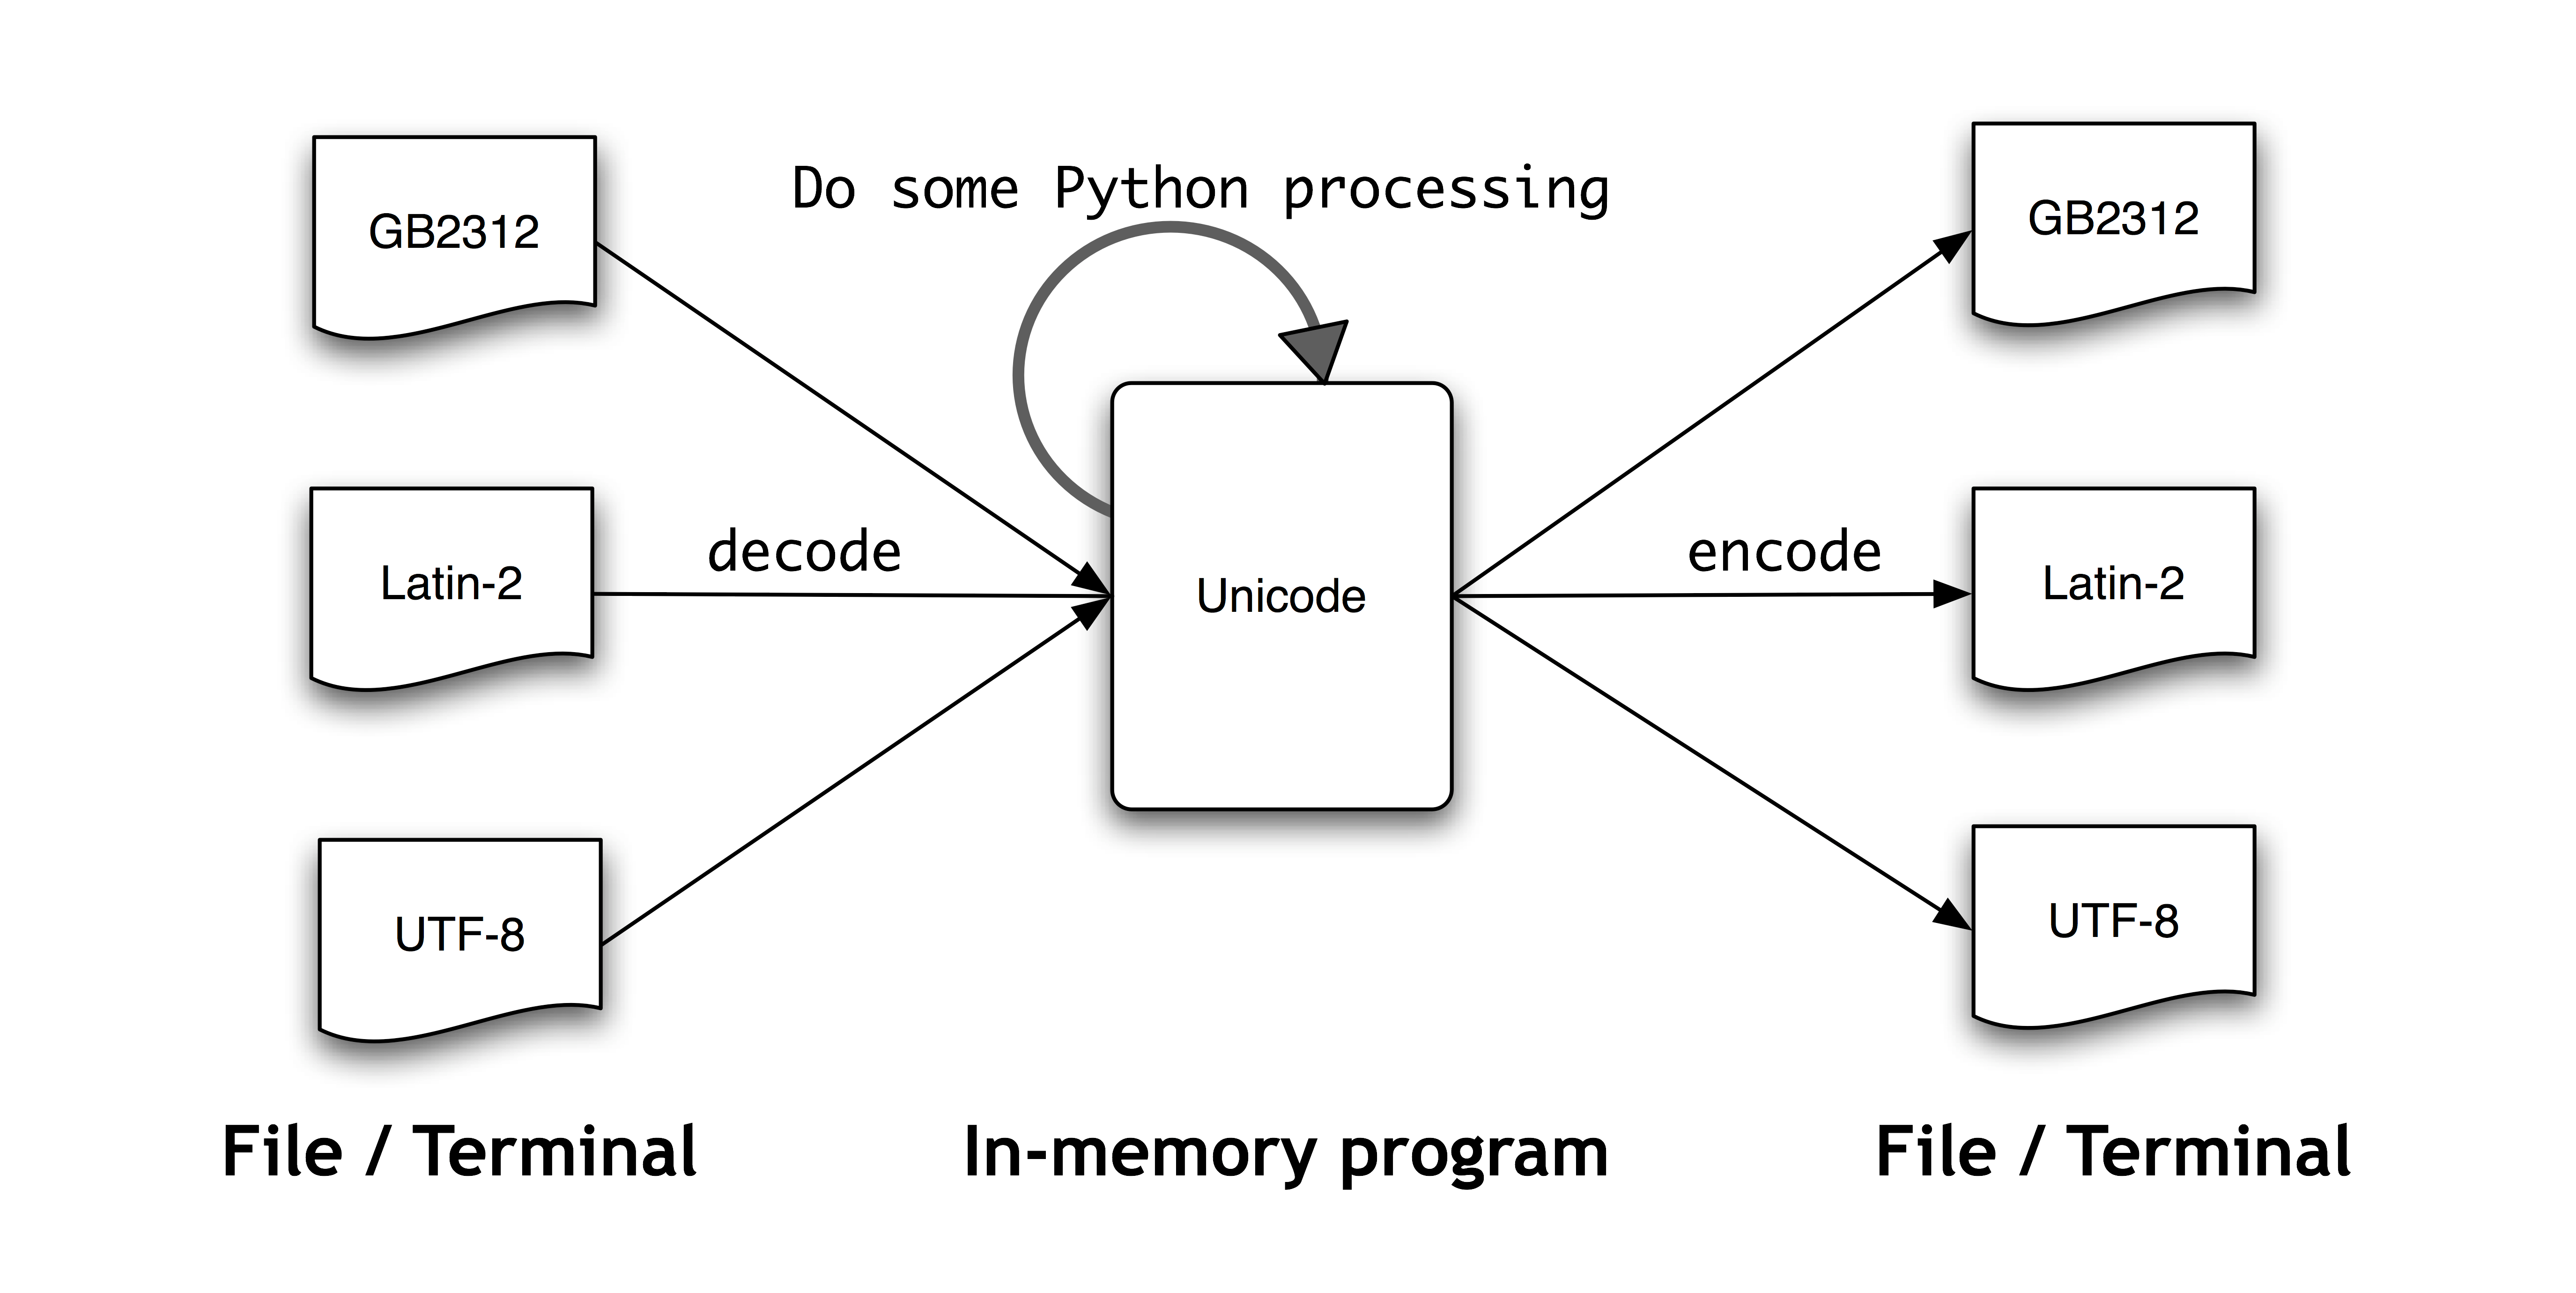 Do some Python processing
GB2312
GB2312
decode
encode
Latin-2
Unicode
Latin-2
UTF-8
UTF-8
File / Terminal
In-memory program
File / Terminal